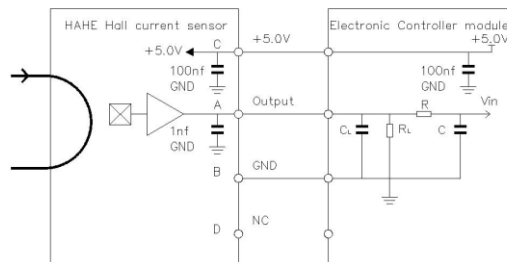 HAHE Hall current sensor
Electronic Controller module
C
+5.0V
+5.0V
+5.0V
100nf
GND
100nf
GND
A
Output
R
Vin
1nf
GND
CL
RL
C
B
GND
D
NC